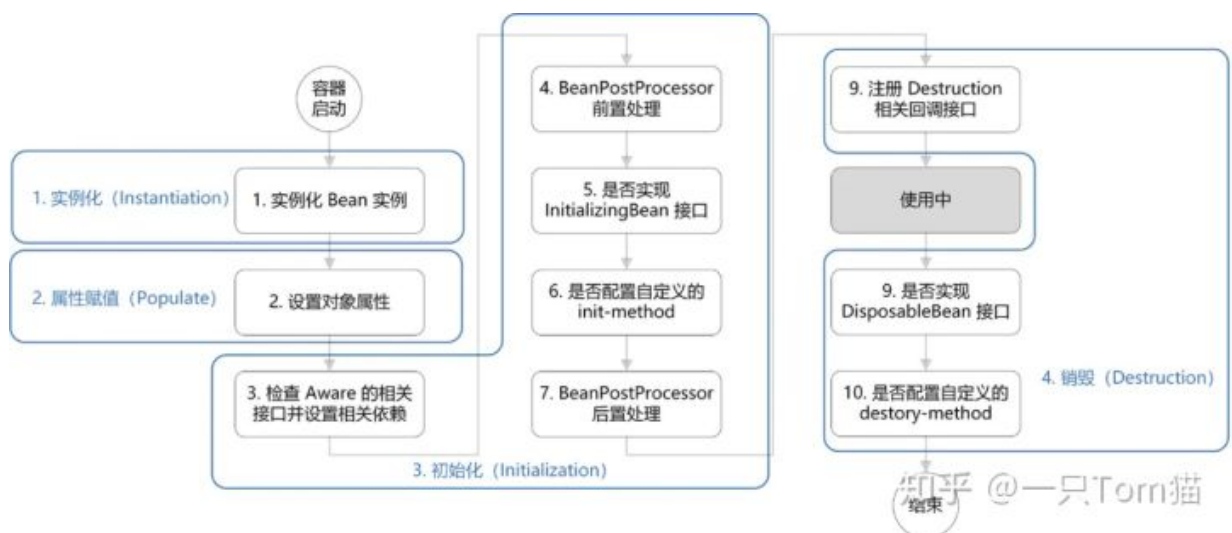 容器
启动
1. 实例化（Instantiation）
1. 实例化 Bean 实例
2. 属性赋值（Populate）
2. 设置对象属性
3. 检查 Aware 的相关
接口并设置相关依赖
3. 初始化（Initialization）
4. BeanPostProcessor
前置处理
5. 是否实现
InitializingBean 接口
6. 是否配置自定义的
init-method
7. BeanPostProcessor
后置处理
9. 注册 Destruction
相关回调接口
使用中
9. 是否实现
DisposableBean 接口
10. 是否配置自定义的
destory-method
4. 销毁（Destruction）
结束
知乎 @一只Tom猫